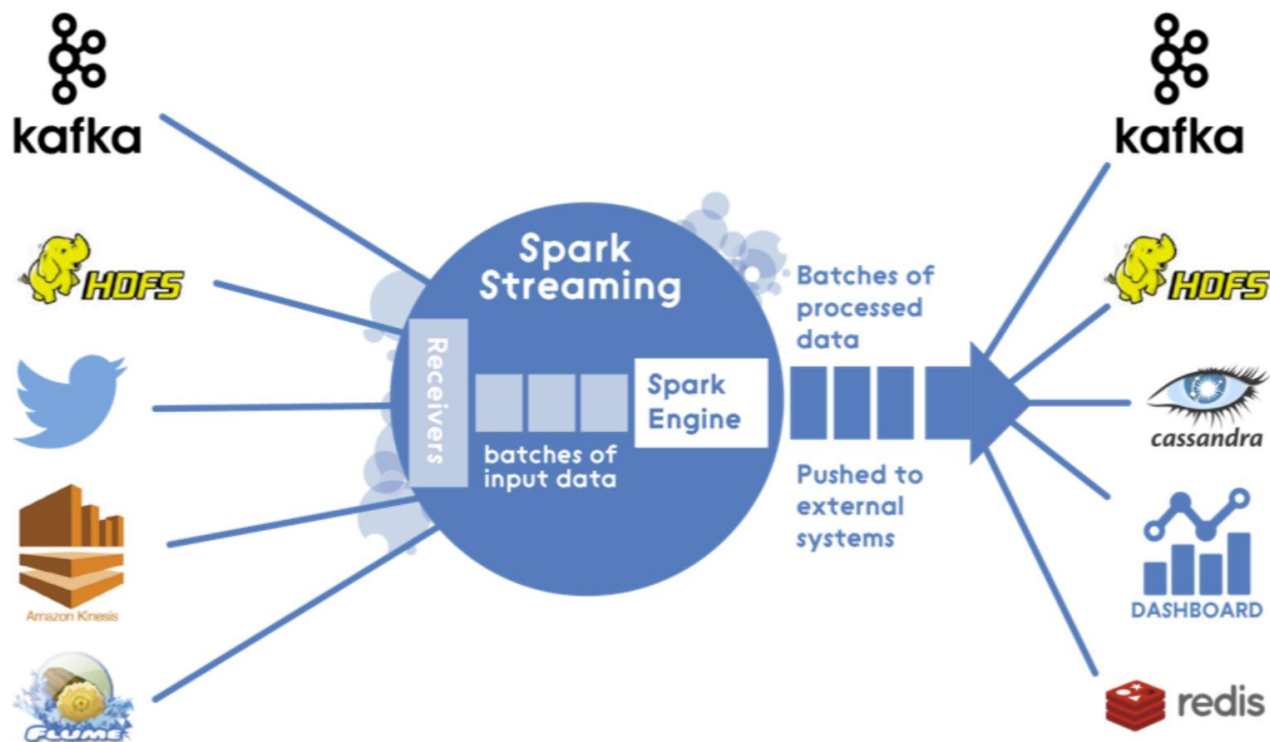 kafka
HDFS
Amazon Kinesis
FLUME
Spark
Streaming
Receivers
batches of
input data
Spark
Engine
Batches of
processed
data
Pushed to
external
systems
kafka
HDFS
cassandra
DASHBOARD
redis